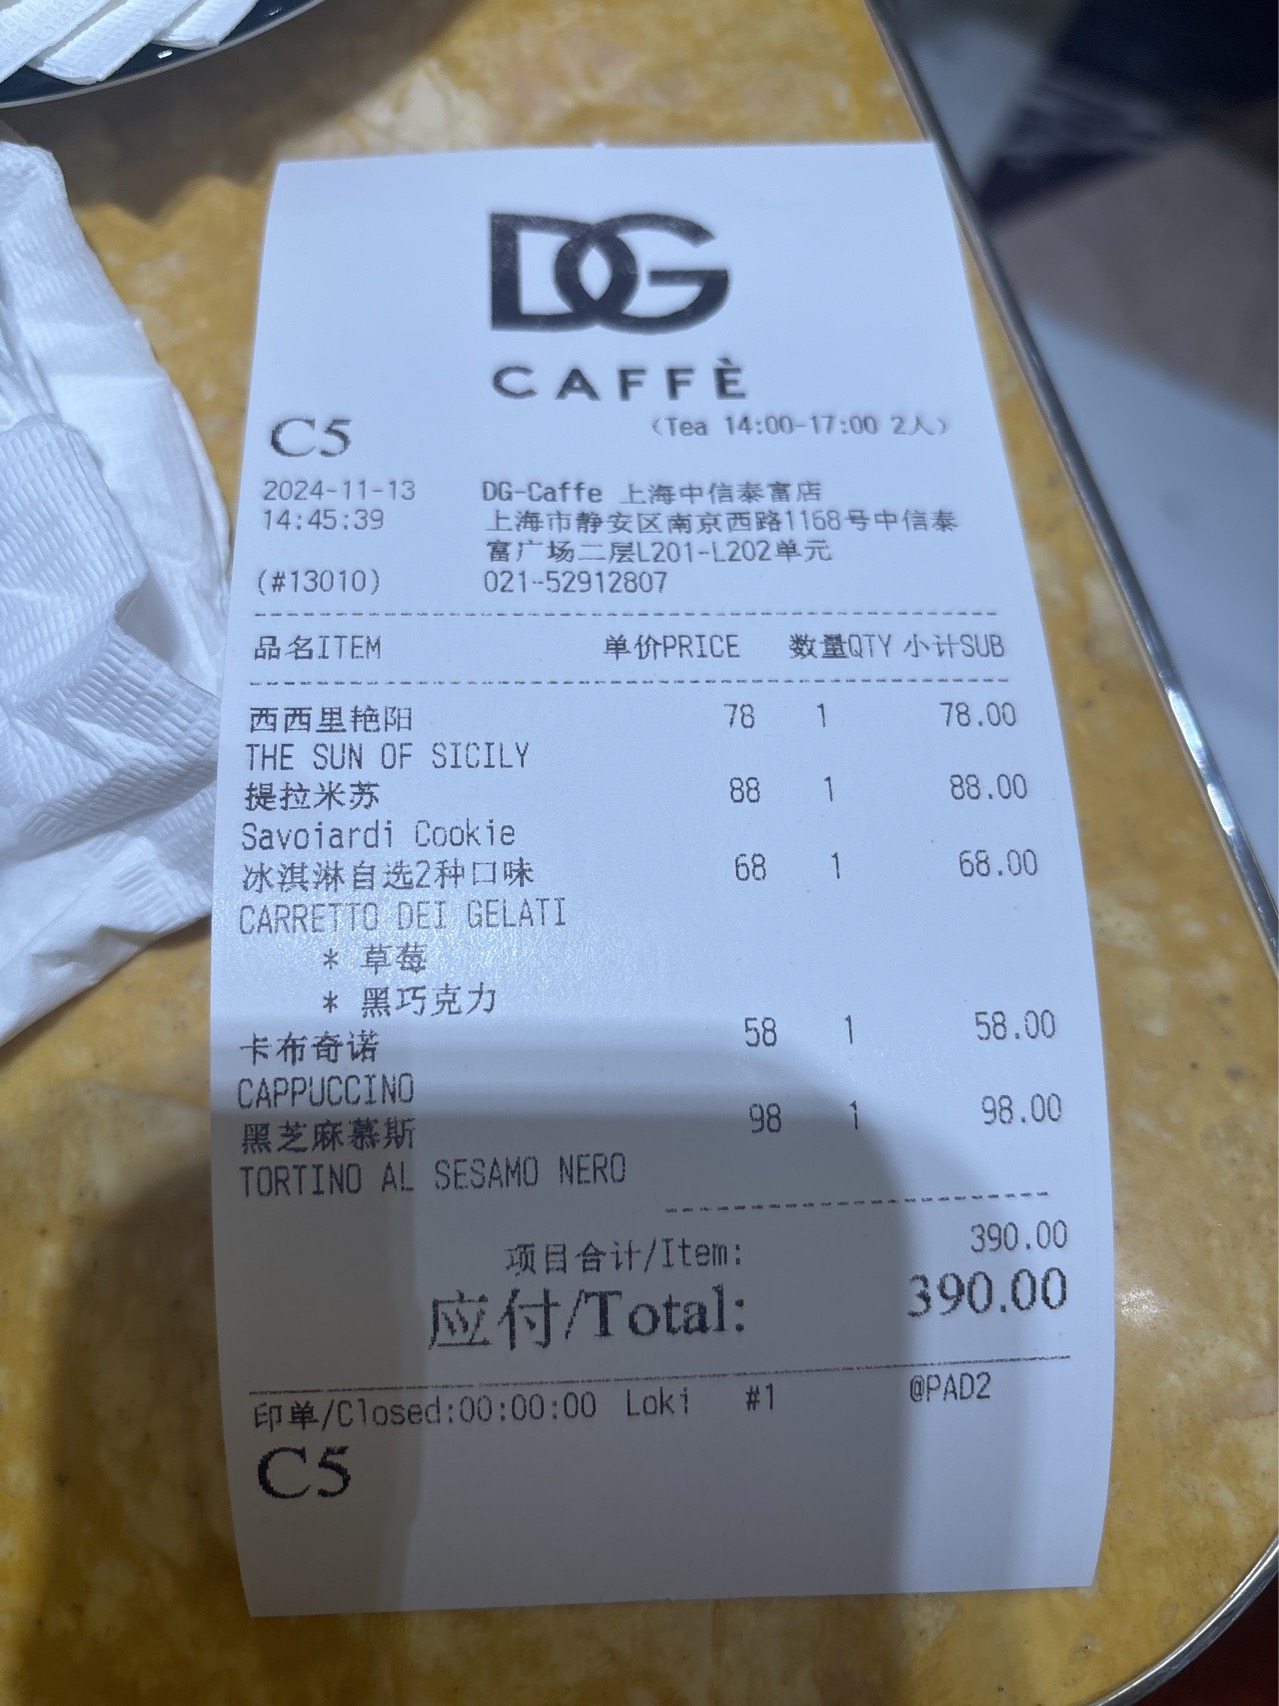 DG
CAFFÈ
C5 (Tea 14:00-17:00 2人)
2024-11-13 DG-Caffe 上海中信泰富店
14:45:39 上海市静安区南京西路1168号中信泰
富广场二层L201-L202单元
(#13010) 021-52912807
品名ITEM 单价PRICE 数量QTY 小计SUB
西西里艳阳 78 1 78.00
THE SUN OF SICILY
提拉米苏 88 1 88.00
Savoiardi Cookie
冰淇淋自选2种口味 68 1 68.00
CARRETTO DEI GELATI
* 草莓
* 黑巧克力
卡布奇诺 58 1 58.00
CAPPUCCINO
黑芝麻慕斯 98 1 98.00
TORTINO AL SESAMO NERO
项目合计/Item: 390.00
应付/Total: 390.00
印单/Closed:00:00:00 Loki #1 @PAD2
C5